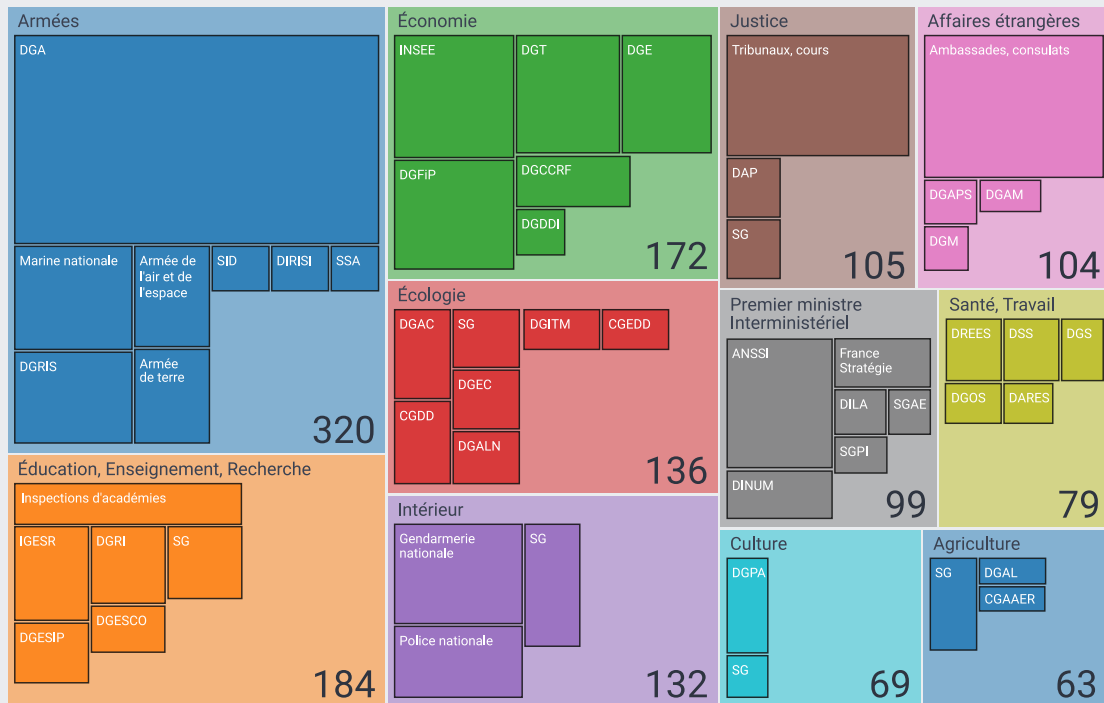 Armées
DGA
Marine nationale
Armée de
l'air et de
l'espace
SID
DIRISI
SSA
DGRIS
Armée
de terre
320
Éducation, Enseignement, Recherche
Inspections d'académies
IGESR
DGRI
SG
DGESIP
DGESCO
184
Économie
INSEE
DGT
DGE
DGFiP
DGCCRF
DGDDI
172
Écologie
DGAC
SG
DGITM
CGEDD
DGEC
CGDD
DGALN
136
Intérieur
Gendarmerie
nationale
SG
Police nationale
132
Justice
Tribunaux, cours
DAP
SG
105
Affaires étrangères
Ambassades, consulats
DGAPS
DGAM
DGM
104
Premier ministre
Interministériel
ANSSI
France
Stratégie
DILA
SGAE
SGPI
DINUM
99
Santé, Travail
DREES
DSS
DGS
DGOS
DARES
79
Culture
DGPA
SG
69
Agriculture
SG
DGAL
CGAAER
63